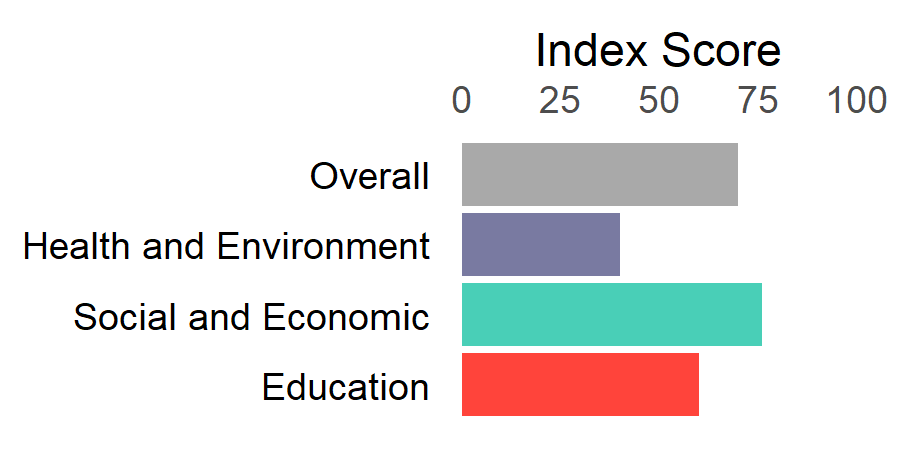 Index Score
0 25 50 75 100
Overall
Health and Environment
Social and Economic
Education